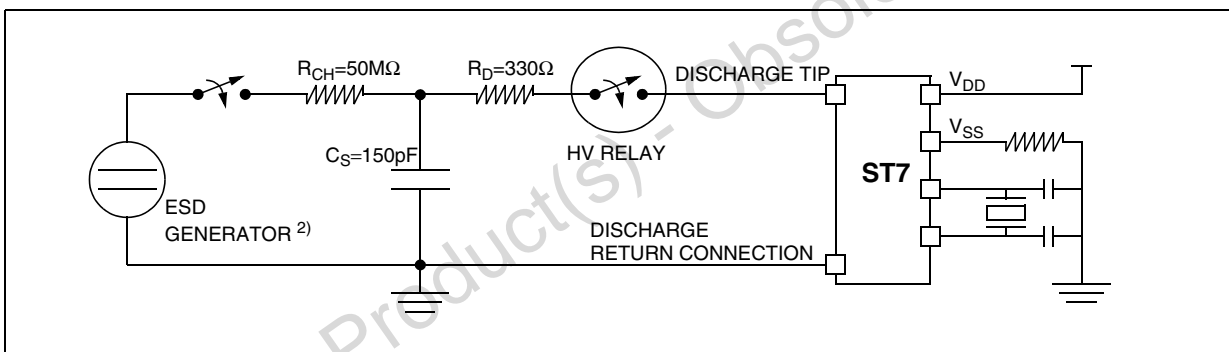 R_CH=50MΩ
R_D=330Ω
DISCHARGE TIP
V_DD
V_SS
HV RELAY
C_S=150pF
ST7
ESD
GENERATOR ²⁾
DISCHARGE
RETURN CONNECTION
Product(s) - Obsol